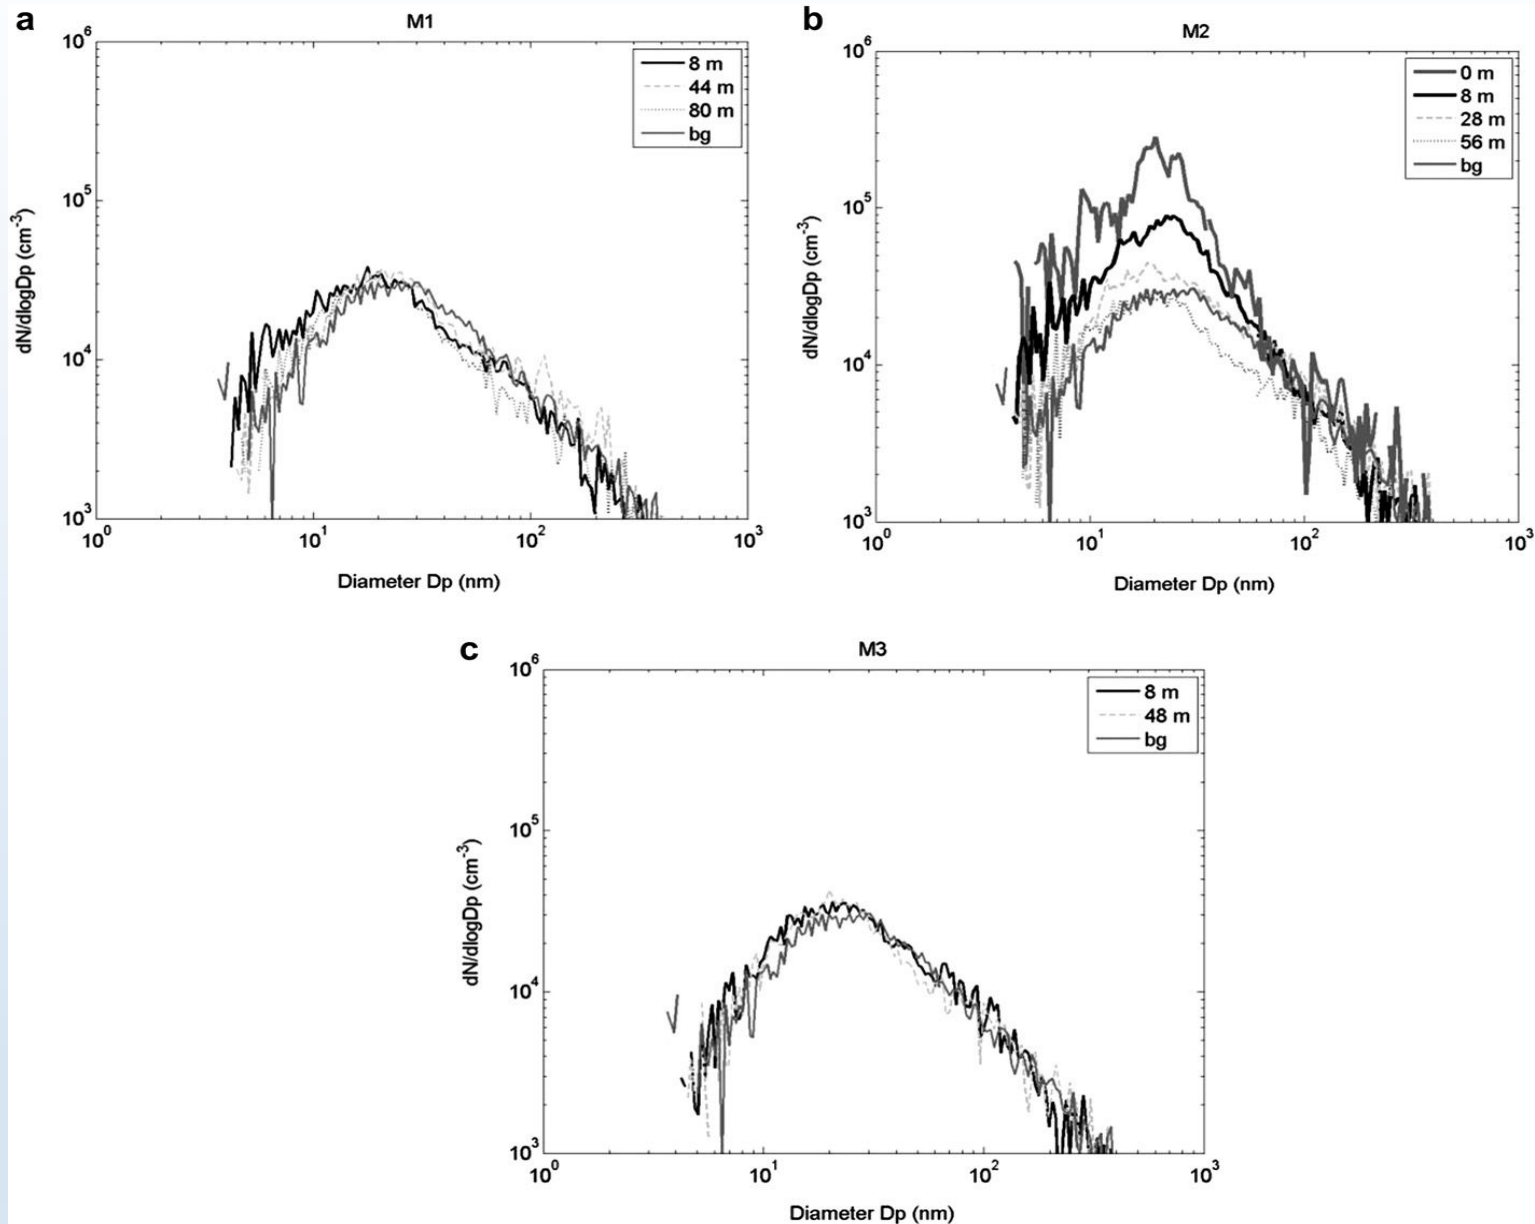 a
M1
10^6
10^5
10^4
10^3
dN/dlogDp (cm^-3)
8 m
44 m
80 m
bg
10^0 10^1 10^2 10^3
Diameter Dp (nm)
b
M2
10^6
10^5
10^4
10^3
dN/dlogDp (cm^-3)
0 m
8 m
28 m
56 m
bg
10^0 10^1 10^2 10^3
Diameter Dp (nm)
c
M3
10^6
10^5
10^4
10^3
dN/dlogDp (cm^-3)
8 m
48 m
bg
10^0 10^1 10^2 10^3
Diameter Dp (nm)